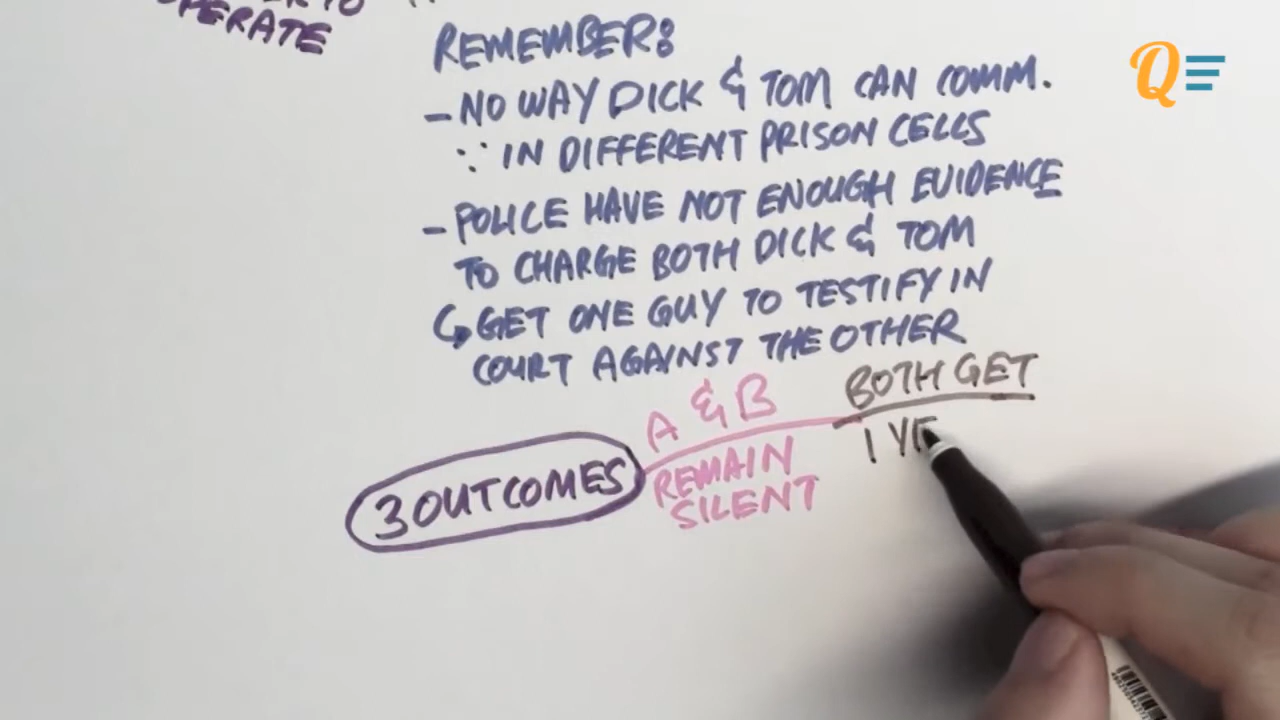 OPERATE
REMEMBER:
- NO WAY DICK & TOM CAN COMM.
∵ IN DIFFERENT PRISON CELLS
- POLICE HAVE NOT ENOUGH EVIDENCE
TO CHARGE BOTH DICK & TOM
↳ GET ONE GUY TO TESTIFY IN
COURT AGAINST THE OTHER
3 OUTCOMES
A & B
REMAIN
SILENT
BOTH GET
1 YE
Q